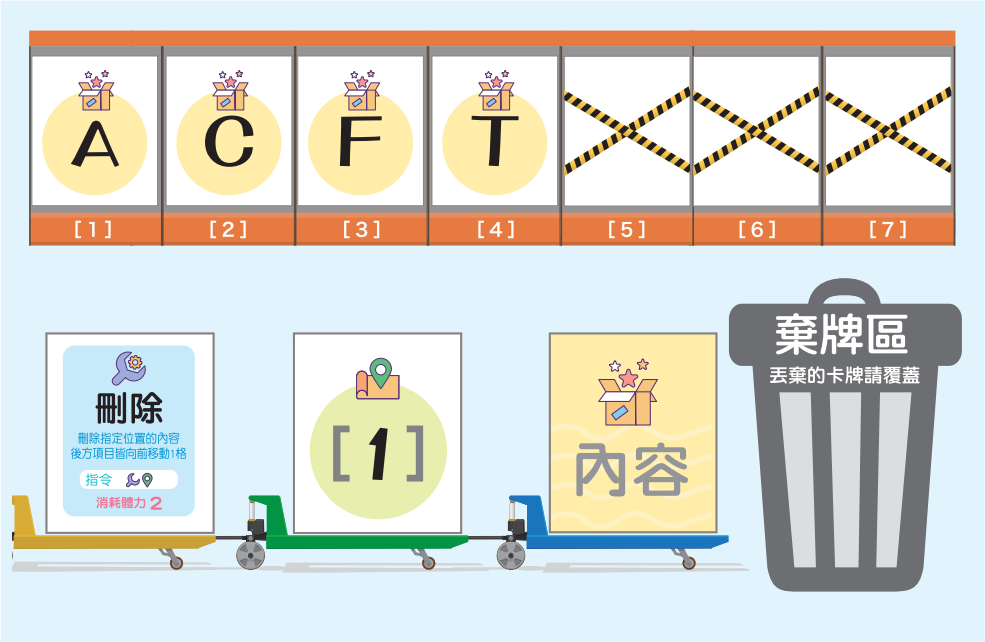 A C F T
[1] [2] [3] [4] [5] [6] [7]
棄牌區
丟棄的卡牌請覆蓋
刪除
刪除指定位置的內容
後方項目皆向前移動1格
指令
消耗體力 2
[1]
內容